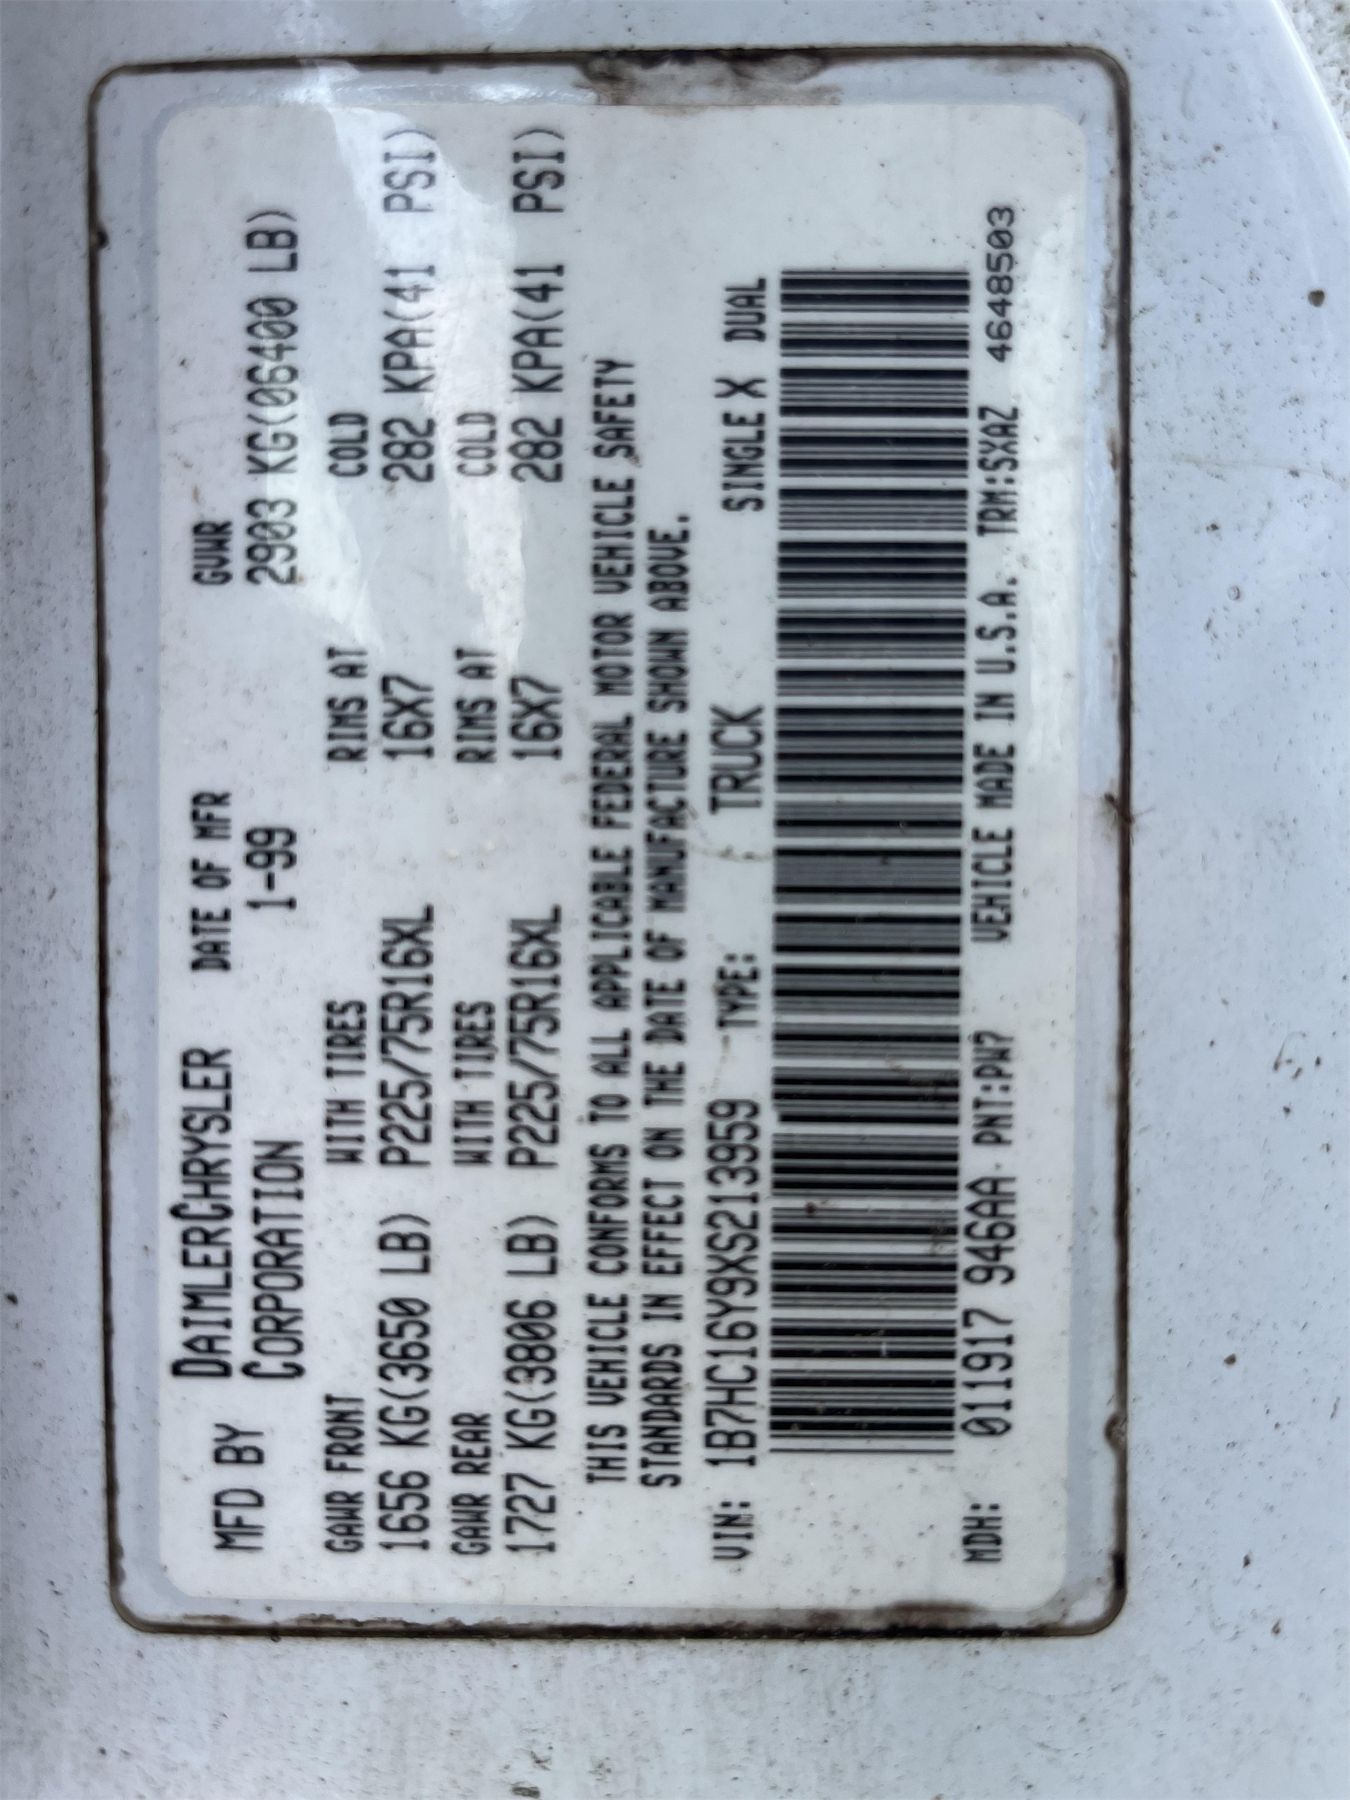 MFD BY DAIMLERCHRYSLER CORPORATION DATE OF MFR 1-99 GVWR 2903 KG(06400 LB)
GAWR FRONT WITH TIRES RIMS AT COLD
1656 KG(3650 LB) P225/75R16XL 16X7 282 KPA(41 PSI)
GAWR REAR WITH TIRES RIMS AT COLD
1727 KG(3806 LB) P225/75R16XL 16X7 282 KPA(41 PSI)
THIS VEHICLE CONFORMS TO ALL APPLICABLE FEDERAL MOTOR VEHICLE SAFETY
STANDARDS IN EFFECT ON THE DATE OF MANUFACTURE SHOWN ABOVE.
VIN: 1B7HC16Y9XS213959 TYPE: TRUCK SINGLE X DUAL
MDH: 011917 946AA PNT:PW7 VEHICLE MADE IN U.S.A. TRM:SXAZ 4648503